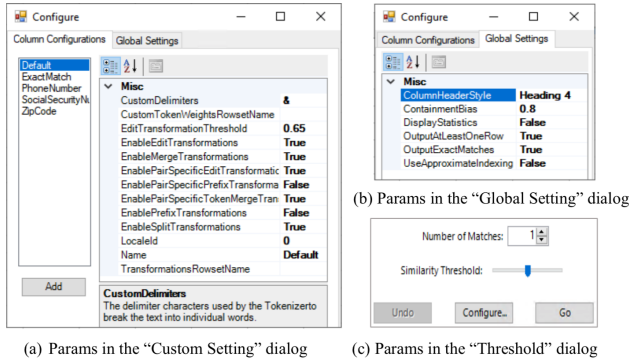 Configure
Column Configurations Global Settings
Default
ExactMatch
PhoneNumber
SocialSecurityNu
ZipCode
Add
Misc
CustomDelimiters &
CustomTokenWeightsRowsetName
EditTransformationThreshold 0.65
EnableEditTransformations True
EnableMergeTransformations True
EnablePairSpecificEditTransformatic True
EnablePairSpecificPrefixTransforma False
EnablePairSpecificTokenMergeTran True
EnablePrefixTransformations False
EnableSplitTransformations True
LocaleId 0
Name Default
TransformationsRowsetName
CustomDelimiters
The delimiter characters used by the Tokenizerto
break the text into individual words.
(a) Params in the “Custom Setting” dialog
Configure
Column Configurations Global Settings
Misc
ColumnHeaderStyle Heading 4
ContainmentBias 0.8
DisplayStatistics False
OutputAtLeastOneRow True
OutputExactMatches True
UseApproximateIndexing False
(b) Params in the “Global Setting” dialog
Number of Matches: 1
Similarity Threshold:
Undo Configure... Go
(c) Params in the “Threshold” dialog